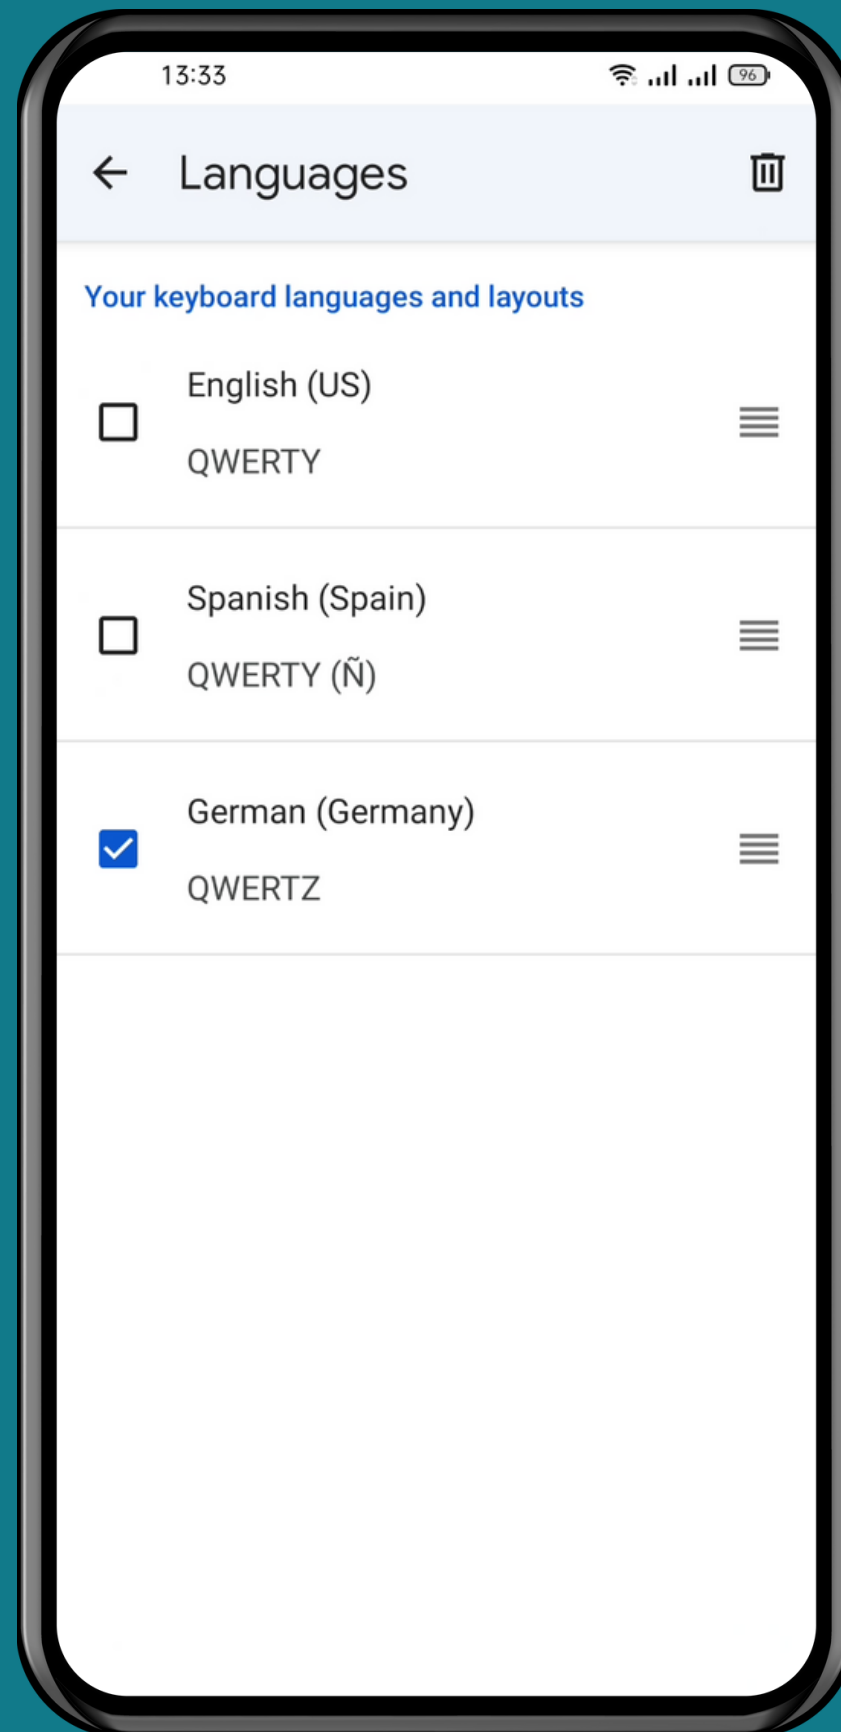 13:33
96
Languages
Your keyboard languages and layouts
English (US)
QWERTY
Spanish (Spain)
QWERTY (Ñ)
German (Germany)
QWERTZ